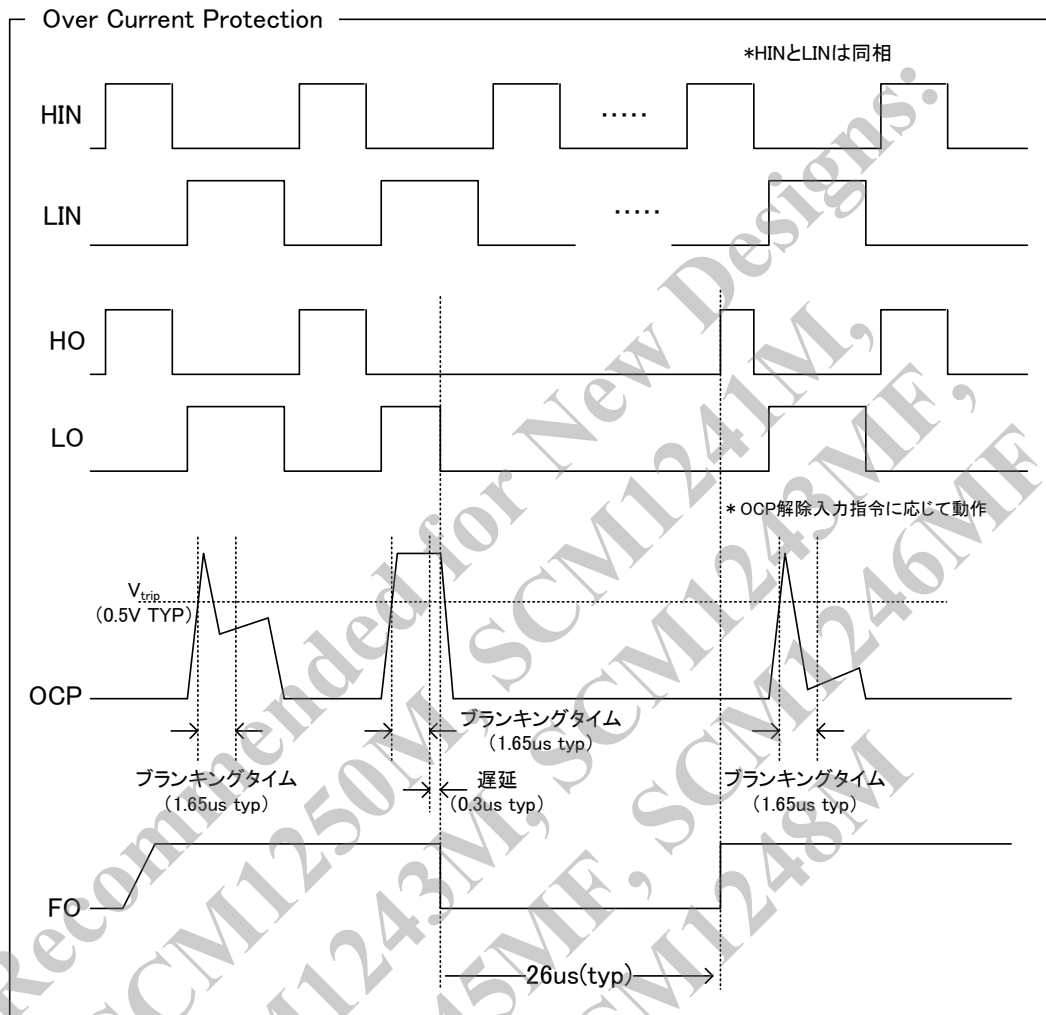 Over Current Protection
*HINとLINは同相
HIN
.....
LIN
.....
HO
LO
* OCP解除入力指令に応じて動作
Vtrip
(0.5V TYP)
OCP
ブランキングタイム
(1.65us typ)
ブランキングタイム
(1.65us typ)
遅延
(0.3us typ)
ブランキングタイム
(1.65us typ)
FO
26us(typ)
Recommended for New Designs:
SCM1250M, SCM1241M,
SCM1243MF,
SCM1246MF
SCM1248M